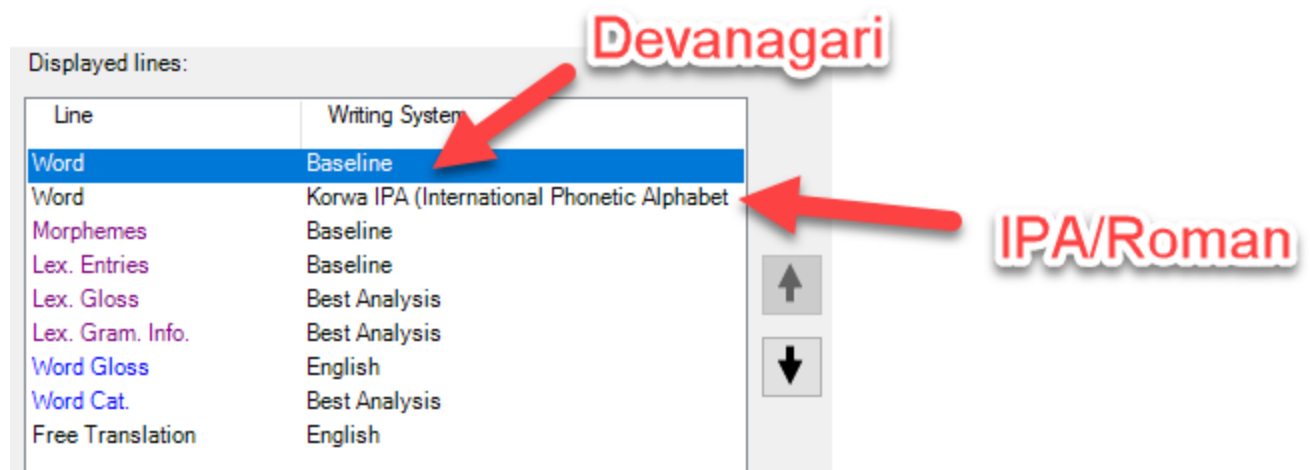 Devanagari
Displayed lines:
Line Writing System
Word Baseline
Word Korwa IPA (International Phonetic Alphabet
Morphemes Baseline
IPA/Roman
Lex. Entries Baseline
Lex. Gloss Best Analysis
Lex. Gram. Info. Best Analysis
Word Gloss English
Word Cat. Best Analysis
Free Translation English